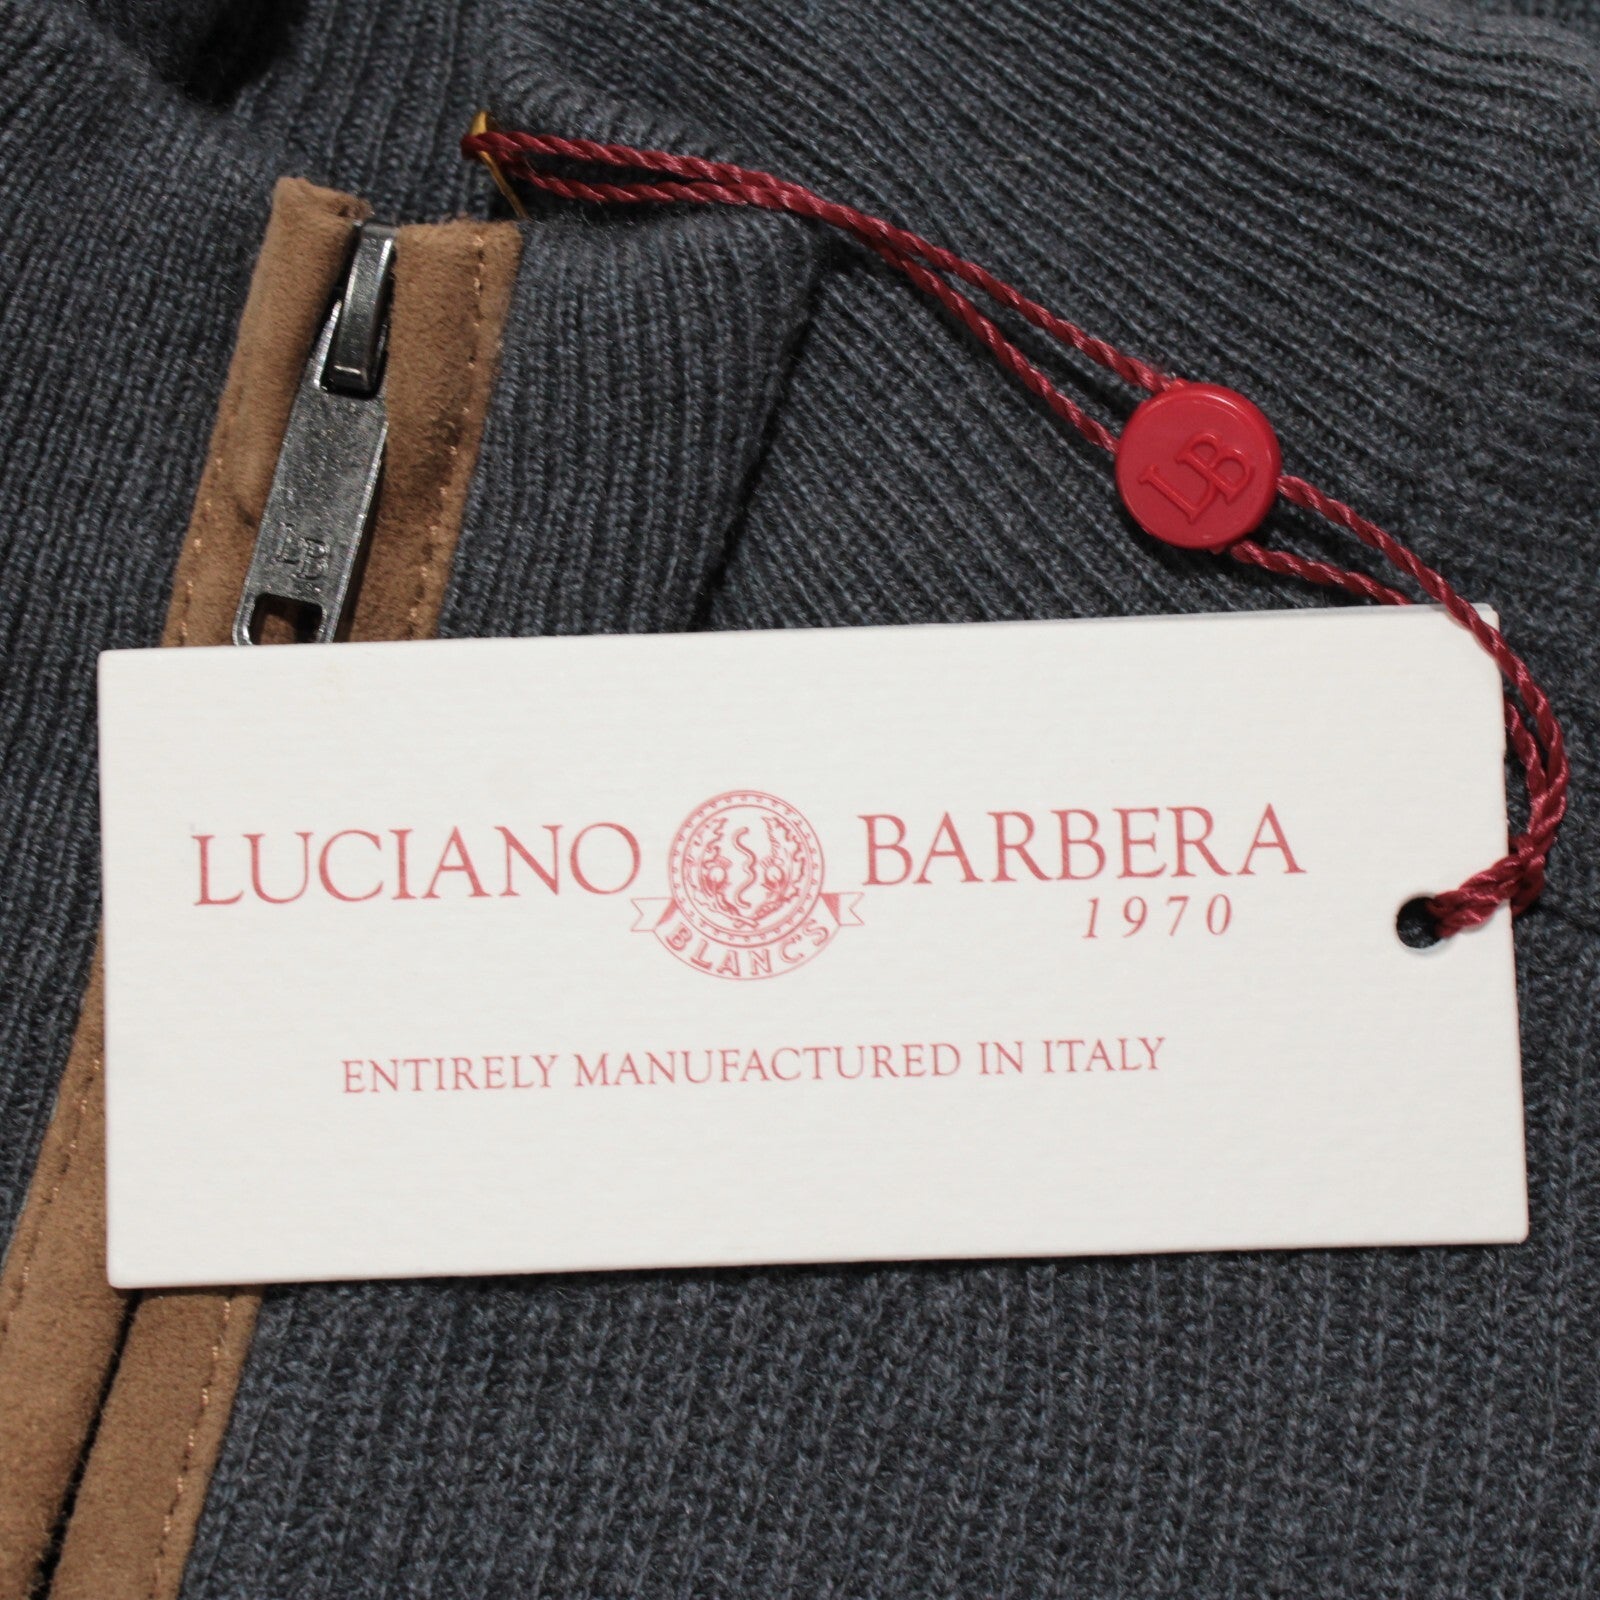 LB
LB
LUCIANO BARBERA
1970
BLANCS
ENTIRELY MANUFACTURED IN ITALY